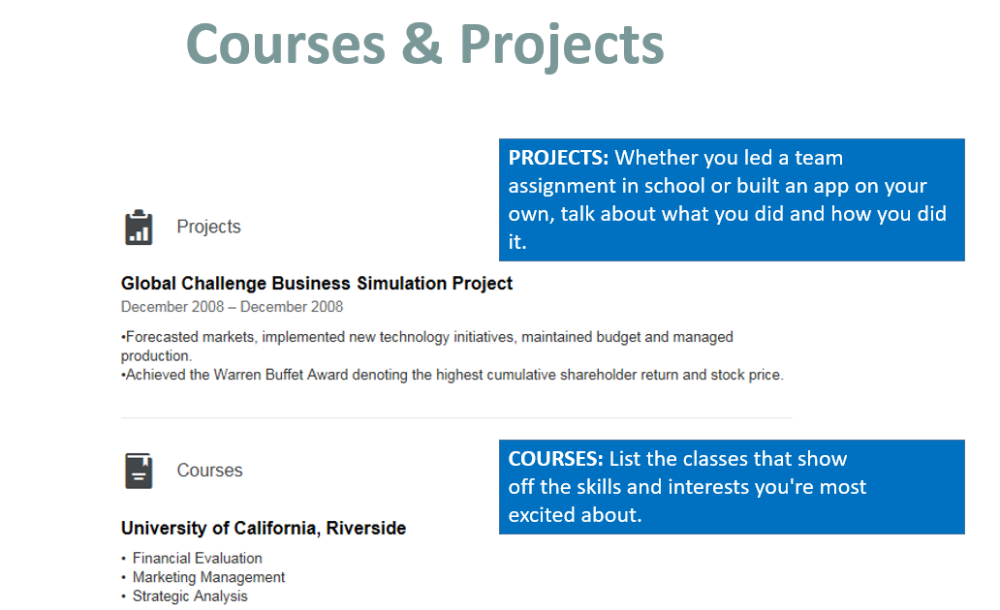 Courses & Projects
PROJECTS: Whether you led a team
assignment in school or built an app on your
own, talk about what you did and how you did
it.
Projects
Global Challenge Business Simulation Project
December 2008 – December 2008
•Forecasted markets, implemented new technology initiatives, maintained budget and managed
production.
•Achieved the Warren Buffet Award denoting the highest cumulative shareholder return and stock price.
Courses
COURSES: List the classes that show
off the skills and interests you're most
excited about.
University of California, Riverside
• Financial Evaluation
• Marketing Management
• Strategic Analysis